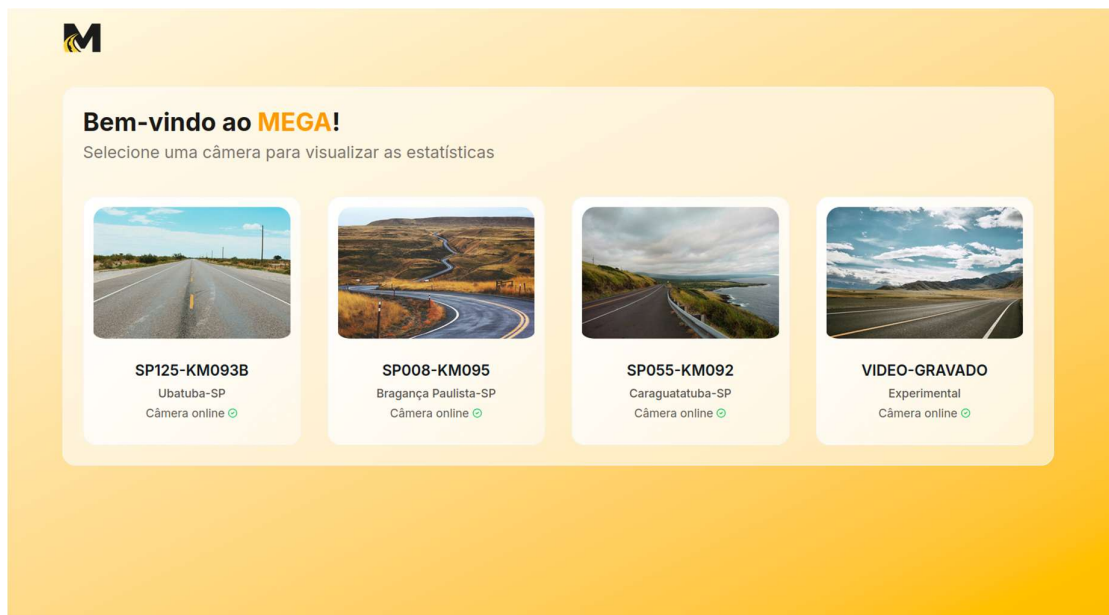 M
Bem-vindo ao MEGA!
Selecione uma câmera para visualizar as estatísticas
SP125-KM093B
Ubatuba-SP
Câmera online
SP008-KM095
Bragança Paulista-SP
Câmera online
SP055-KM092
Caraguatatuba-SP
Câmera online
VIDEO-GRAVADO
Experimental
Câmera online